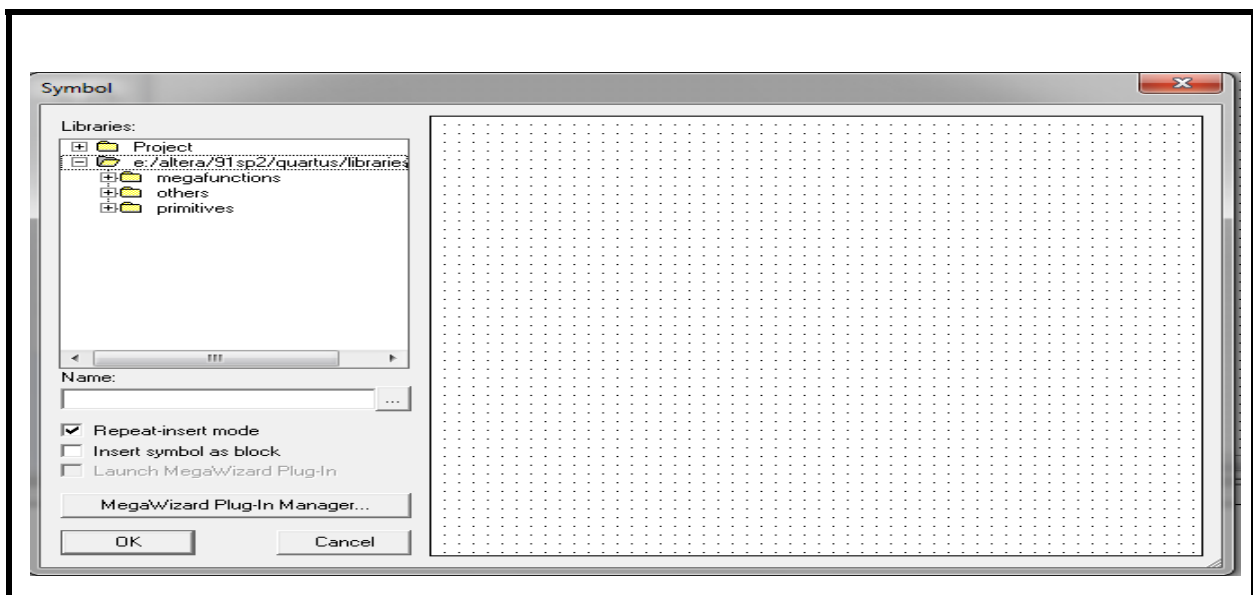 Symbol
Libraries:
Project
e:/altera/91sp2/quartus/libraries
megafunctions
others
primitives
Name:
...
Repeat-insert mode
Insert symbol as block
Launch MegaWizard Plug-In
MegaWizard Plug-In Manager...
OK
Cancel